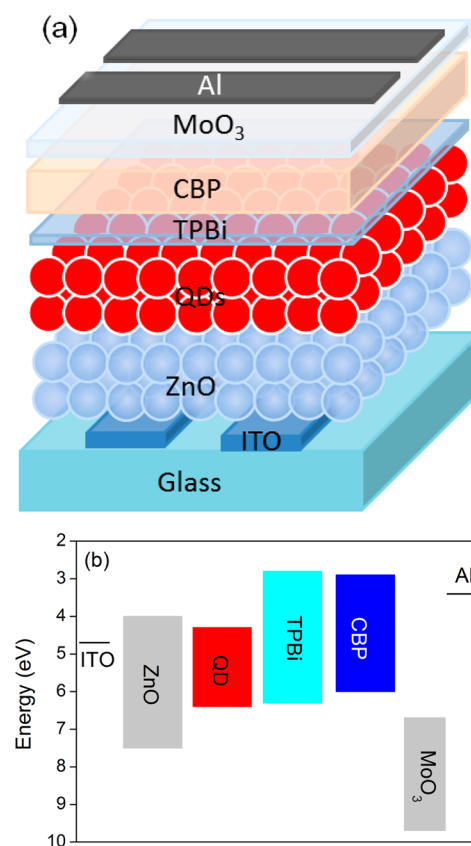 (a)
Al
MoO3
CBP
TPBi
QDs
ZnO
ITO
Glass
(b)
2
3
4
5
6
7
8
9
10
Energy (eV)
ITO
ZnO
QD
TPBi
CBP
MoO3
Al